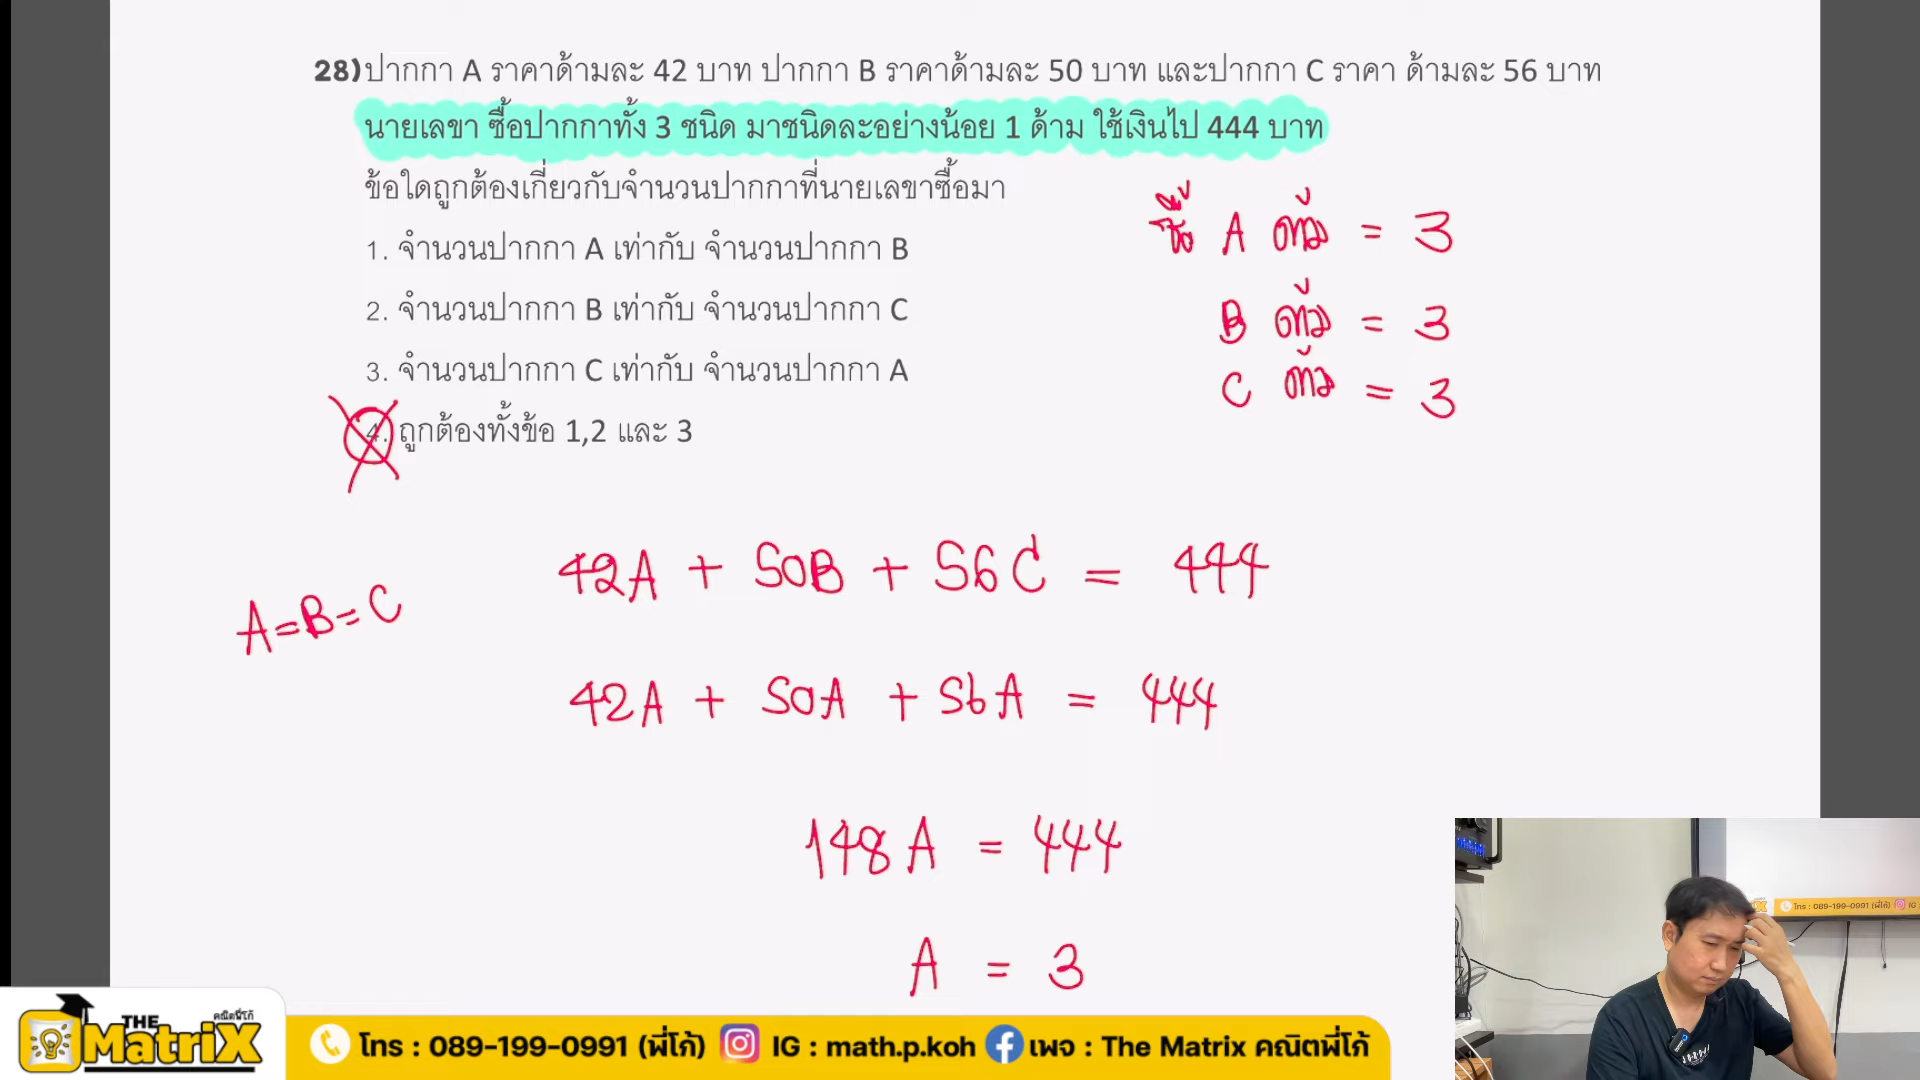 28) ปากกา A ราคาด้ามละ 42 บาท ปากกา B ราคาด้ามละ 50 บาท และปากกา C ราคา ด้ามละ 56 บาท
นายเลขา ซื้อปากกาทั้ง 3 ชนิด มาชนิดละอย่างน้อย 1 ด้าม ใช้เงินไป 444 บาท
ข้อใดถูกต้องเกี่ยวกับจำนวนปากกาที่นายเลขาซื้อมา
1. จำนวนปากกา A เท่ากับ จำนวนปากกา B
2. จำนวนปากกา B เท่ากับ จำนวนปากกา C
3. จำนวนปากกา C เท่ากับ จำนวนปากกา A
4. ถูกต้องทั้งข้อ 1,2 และ 3
ซื้อ A ด้าม = 3
B ด้าม = 3
C ด้าม = 3
42A + 50B + 56C = 444
A=B=C
42A + 50A + 56A = 444
148A = 444
A = 3
THE MatriX คณิตพี่โก้
โทร : 089-199-0991 (พี่โก้) IG : math.p.koh เพจ : The Matrix คณิตพี่โก้
โทร : 089-199-0991 (พี่โก้) IG